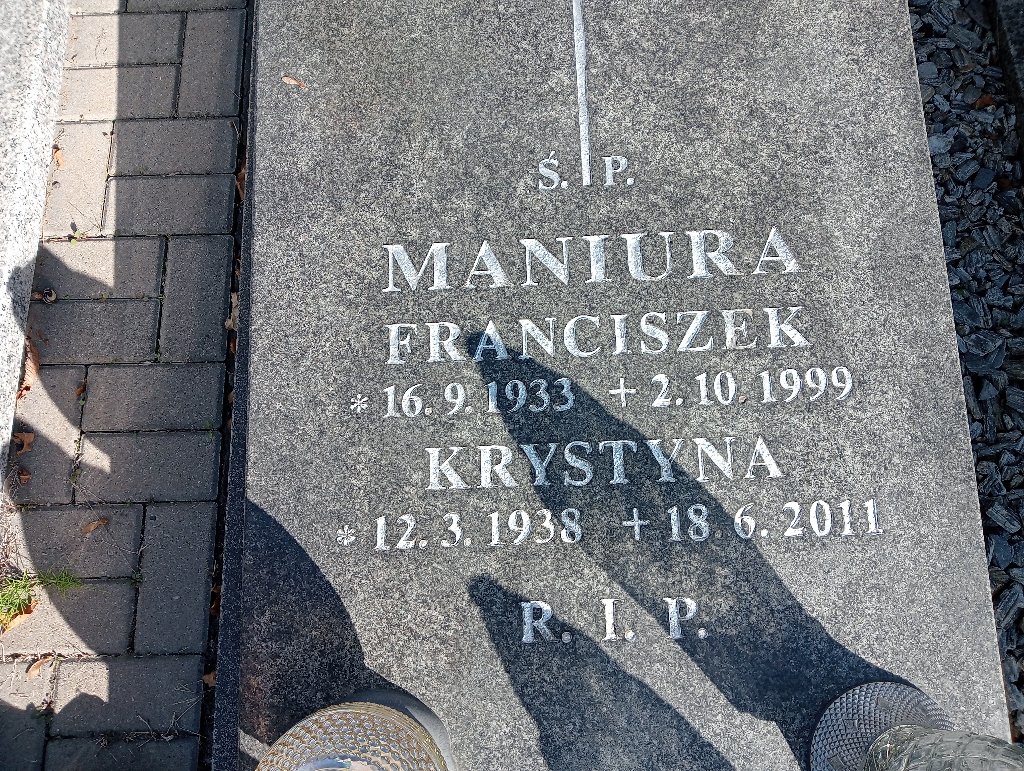 Ś. P.
MANIURA
FRANCISZEK
* 16. 9. 1933 + 2. 10. 1999
KRYSTYNA
* 12. 3. 1938 + 18. 6. 2011
R. I. P.